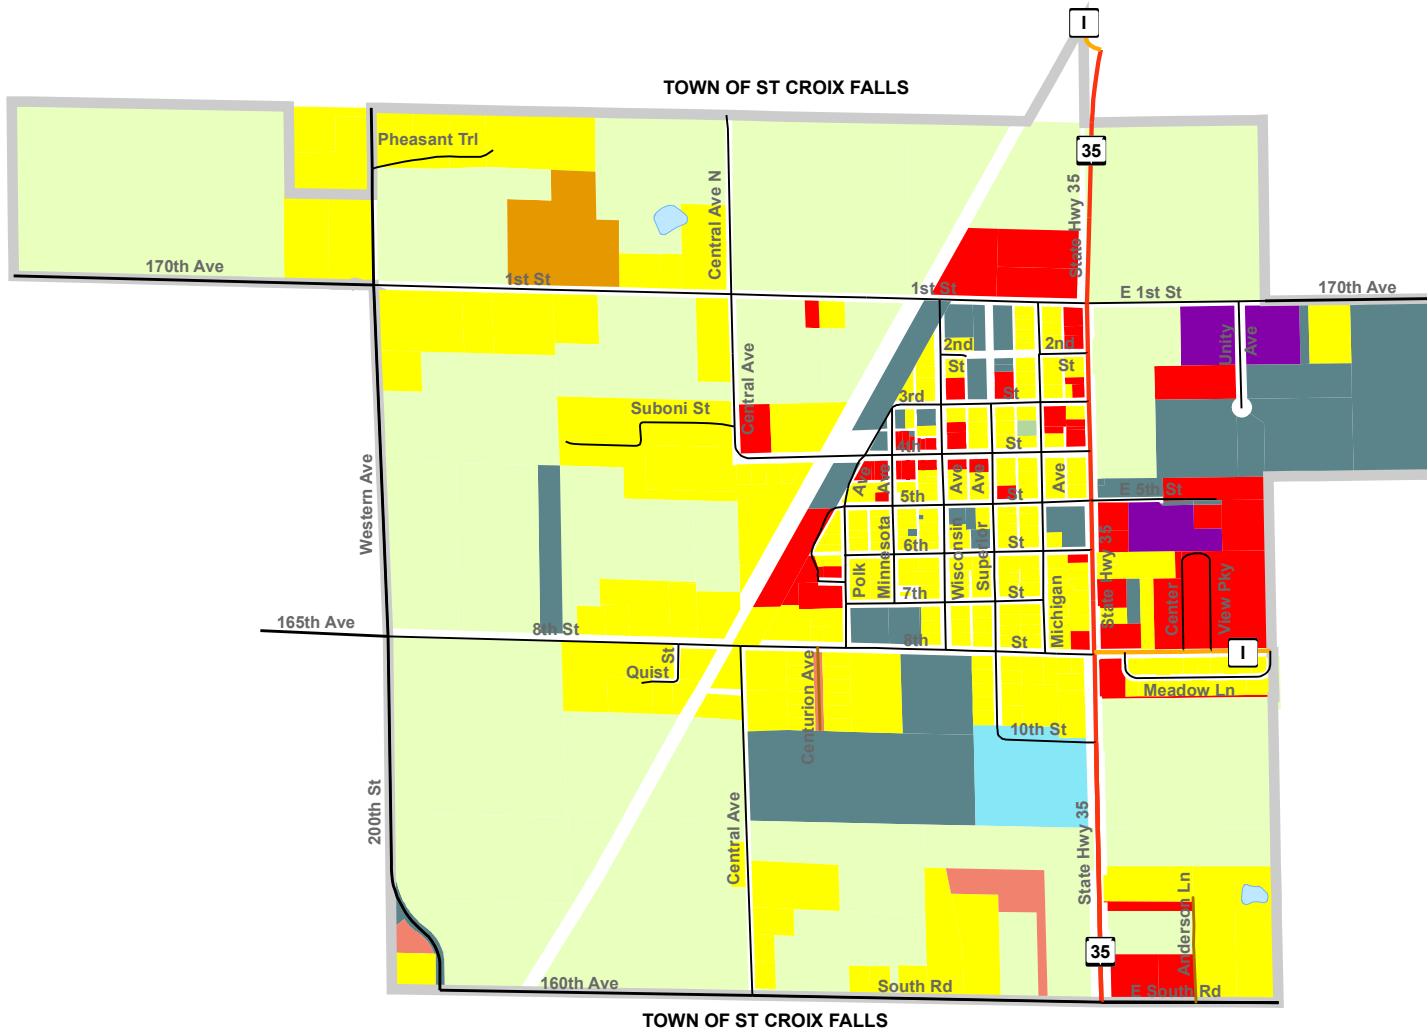 I
TOWN OF ST CROIX FALLS
Pheasant Trl
35
State Hwy 35
Central Ave N
170th Ave
1st St
1st St
E 1st St
170th Ave
2nd
St
2nd
St
Unity
Ave
3rd
St
Suboni St
Central Ave
4th
St
Western Ave
Ave
Ave
Ave
Ave
Ave
5th
St
E 5th St
6th
St
Polk
Minnesota
Wisconsin
Superior
Michigan
State Hwy 35
Center
View Pky
7th
St
165th Ave
8th St
8th
St
I
Quist
St
Meadow Ln
Centurion Ave
10th St
200th St
Central Ave
State Hwy 35
Anderson Ln
35
160th Ave
South Rd
E South Rd
TOWN OF ST CROIX FALLS